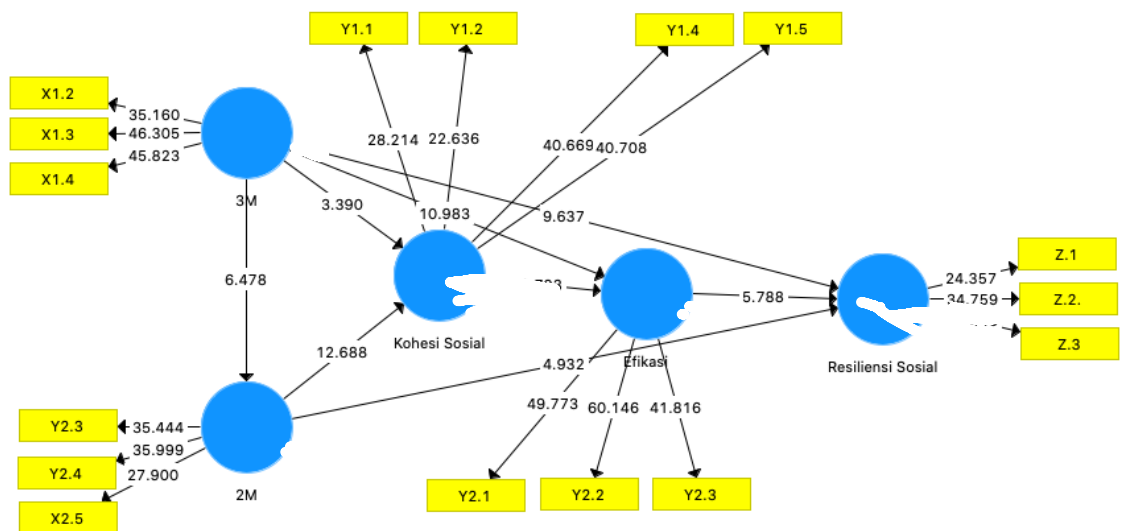 Y1.1
Y1.2
Y1.4
Y1.5
X1.2
X1.3
X1.4
35.160
46.305
45.823
3M
28.214
22.636
40.669
40.708
3.390
10.983
9.637
6.478
Kohesi Sosial
12.688
5.788
Efikasi
4.932
Resiliensi Sosial
24.357
34.759
Z.1
Z.2.
Z.3
Y2.3
Y2.4
X2.5
35.444
35.999
27.900
2M
49.773
60.146
41.816
Y2.1
Y2.2
Y2.3